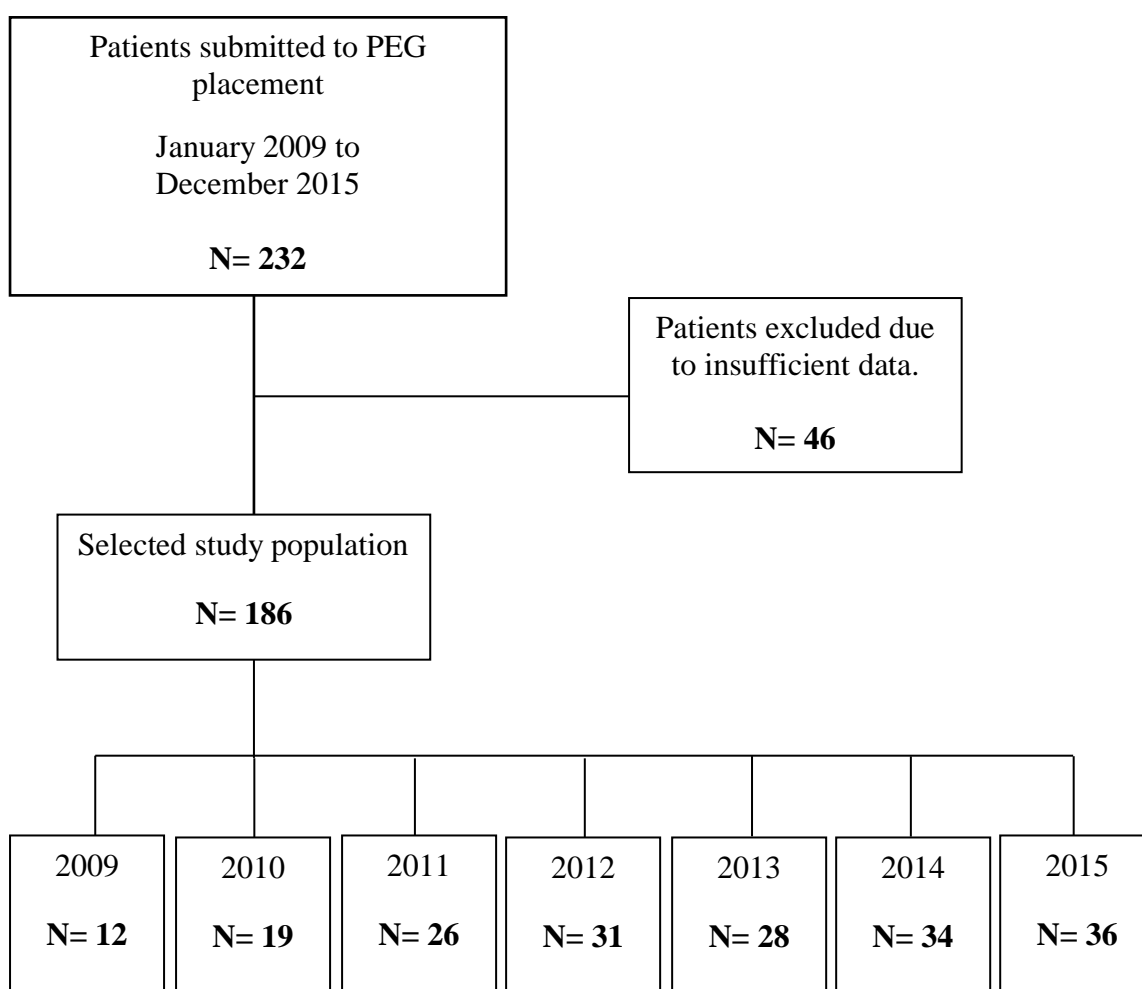 Patients submitted to PEG
placement
January 2009 to
December 2015
N= 232
Patients excluded due
to insufficient data.
N= 46
Selected study population
N= 186
2009
N= 12
2010
N= 19
2011
N= 26
2012
N= 31
2013
N= 28
2014
N= 34
2015
N= 36